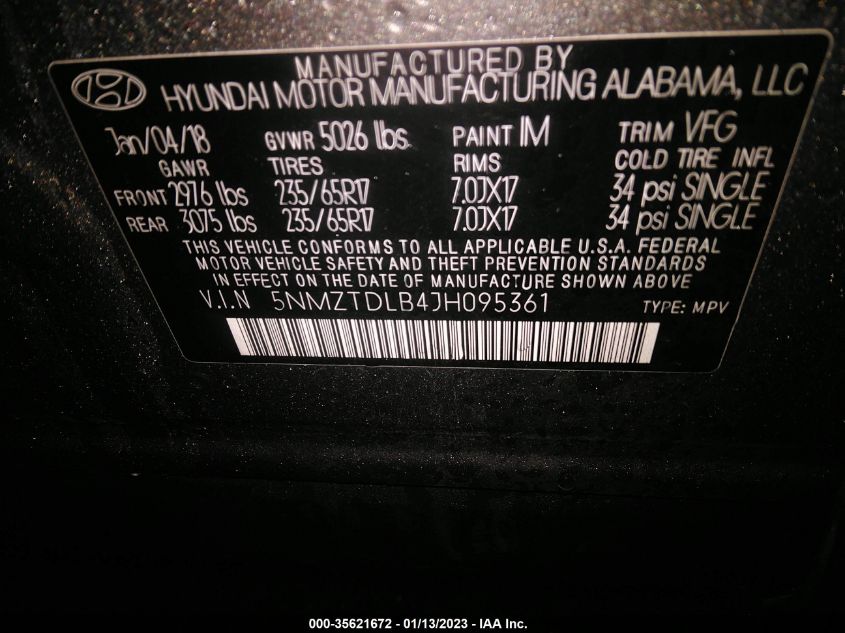 MANUFACTURED BY
HYUNDAI MOTOR MANUFACTURING ALABAMA, LLC
Jan/04/18 GVWR 5026 lbs. PAINT IM TRIM VFG
GAWR TIRES RIMS COLD TIRE INFL
FRONT 2976 lbs 235/65R17 7.0JX17 34 psi SINGLE
REAR 3075 lbs 235/65R17 7.0JX17 34 psi SINGLE
THIS VEHICLE CONFORMS TO ALL APPLICABLE U.S.A. FEDERAL
MOTOR VEHICLE SAFETY AND THEFT PREVENTION STANDARDS
IN EFFECT ON THE DATE OF MANUFACTURE SHOWN ABOVE
V.I.N 5NMZTDLB4JH095361 TYPE: MPV
000-35621672 - 01/13/2023 - IAA Inc.